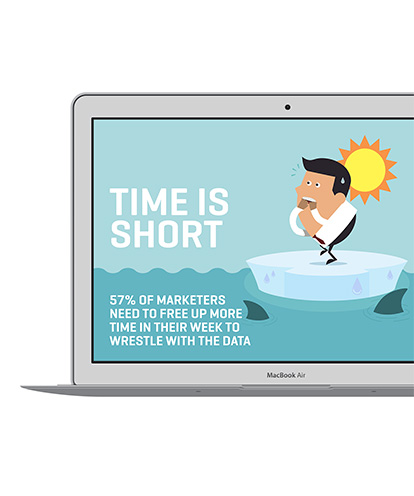 TIME IS
SHORT
57% OF MARKETERS
NEED TO FREE UP MORE
TIME IN THEIR WEEK TO
WRESTLE WITH THE DATA
MacBook Air